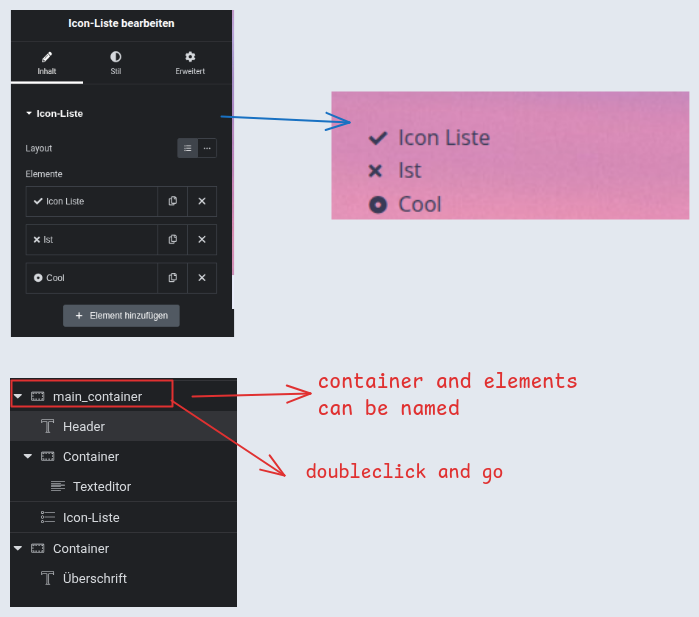 Icon-Liste bearbeiten
Inhalt
Stil
Erweitert
Icon-Liste
Layout
Elemente
Icon Liste
Ist
Cool
Element hinzufügen
Icon Liste
Ist
Cool
main_container
Header
Container
Texteditor
Icon-Liste
Container
Überschrift
container and elements
can be named
doubleclick and go